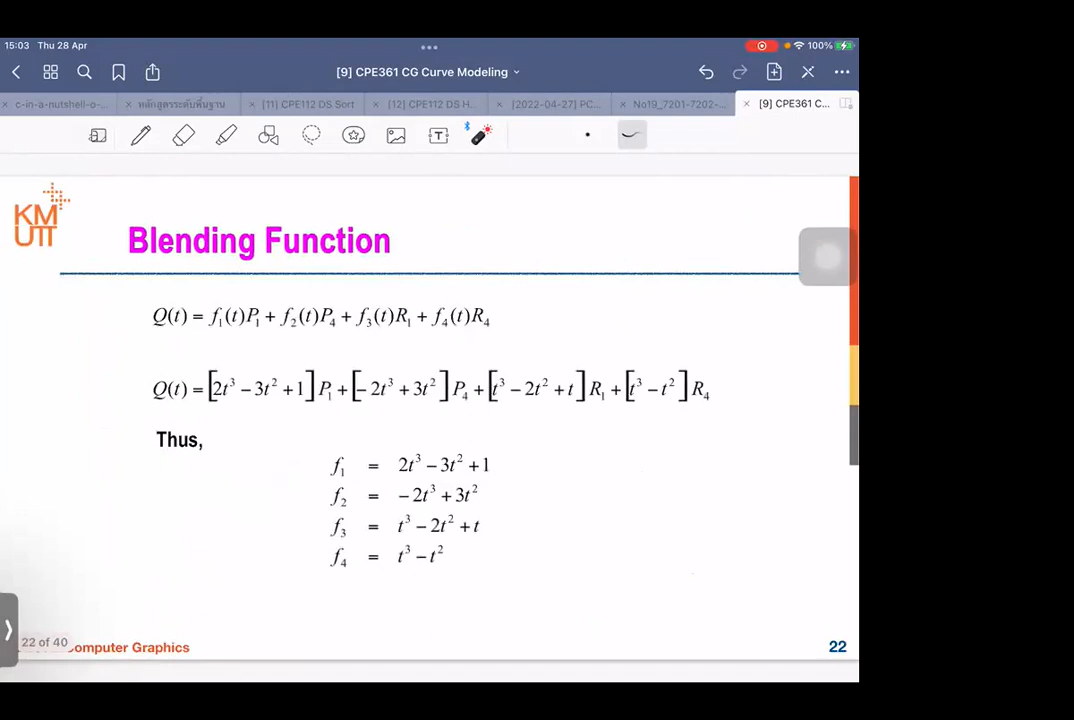 15:03 Thu 28 Apr
100%
[9] CPE361 CG Curve Modeling
c-in-a-nutshell-o-...
หลักสูตรระดับพื้นฐาน
[11] CPE112 DS Sort
[12] CPE112 DS H...
[2022-04-27] PC...
No19_7201-7202-...
[9] CPE361 C...
T
KM
UTT
Blending Function
Q(t) = f₁(t)P₁ + f₂(t)P₄ + f₃(t)R₁ + f₄(t)R₄
Q(t) = [2t³ − 3t² + 1] P₁ + [− 2t³ + 3t²] P₄ + [t³ − 2t² + t] R₁ + [t³ − t²] R₄
Thus,
f₁ = 2t³ − 3t² + 1
f₂ = − 2t³ + 3t²
f₃ = t³ − 2t² + t
f₄ = t³ − t²
22 of 40
omputer Graphics
22